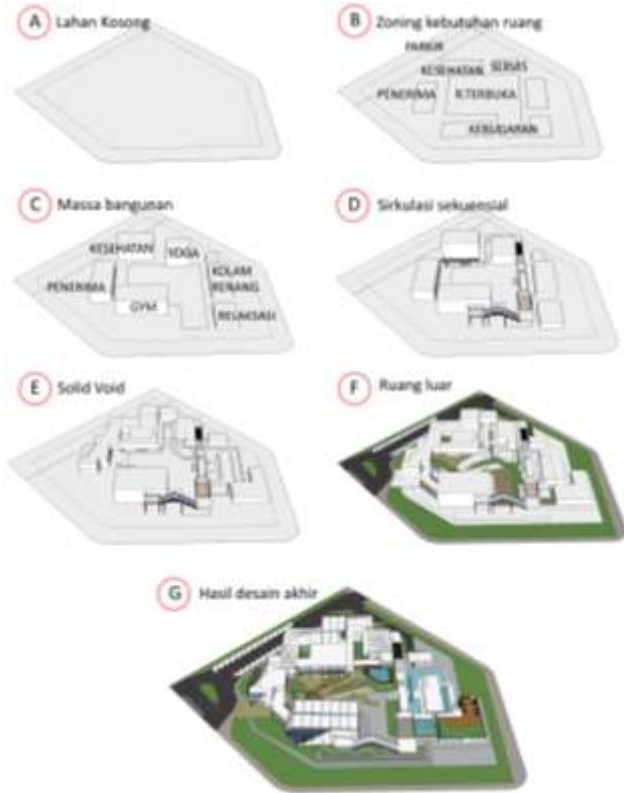 A Lahan Kosong
B Zoning kebutuhan ruang
PARKIR
KESEHATAN SERVIS
PENERIMA R.TERBUKA
KEBUGARAN
C Massa bangunan
KESEHATAN YOGA
PENERIMA KOLAM
RENANG
GYM RELAKSASI
D Sirkulasi sekuensial
E Solid Void
F Ruang luar
G Hasil desain akhir